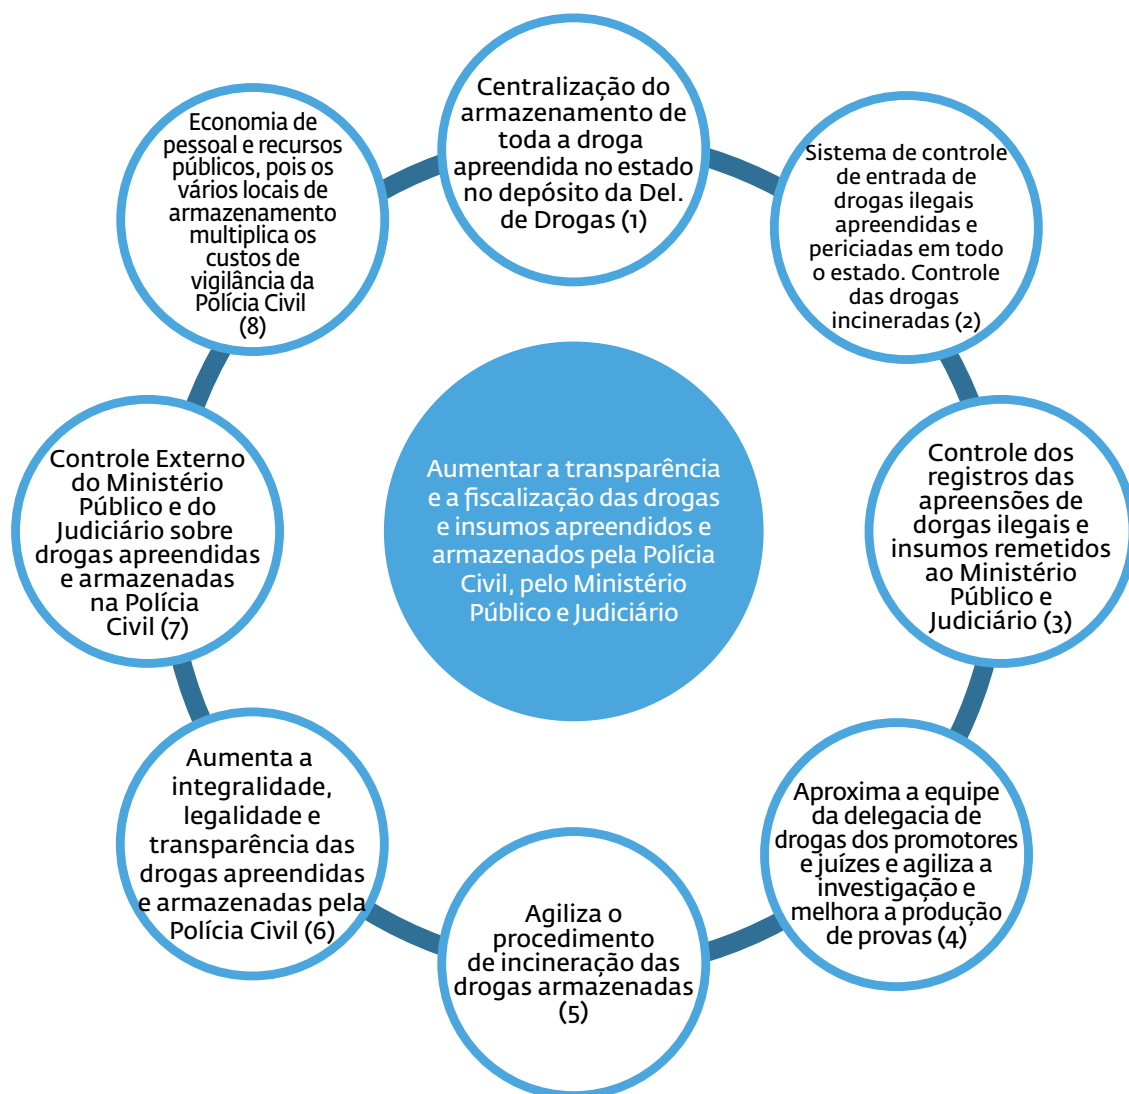 Centralização do
armazenamento de
toda a droga
apreendida no estado
no depósito da Del.
de Drogas (1)
Sistema de controle
de entrada de
drogas ilegais
apreendidas e
periciadas em todo
o estado. Controle
das drogas
incineradas (2)
Controle dos
registros das
apreensões de
dorgas ilegais e
insumos remetidos
ao Ministério
Público e
Judiciário (3)
Aproxima a equipe
da delegacia de
drogas dos promotores
e juízes e agiliza a
investigação e
melhora a produção
de provas (4)
Agiliza o
procedimento
de incineração das
drogas armazenadas
(5)
Aumenta a
integralidade,
legalidade e
transparência das
drogas apreendidas
e armazenadas pela
Polícia Civil (6)
Controle Externo
do Ministério
Público e do
Judiciário sobre
drogas apreendidas
e armazenadas
na Polícia
Civil (7)
Economia de
pessoal e recursos
públicos, pois os
vários locais de
armazenamento
multiplica os
custos de
vigilância da
Polícia Civil
(8)
Aumentar a transparência
e a fiscalização das drogas
e insumos apreendidos e
armazenados pela Polícia
Civil, pelo Ministério
Público e Judiciário